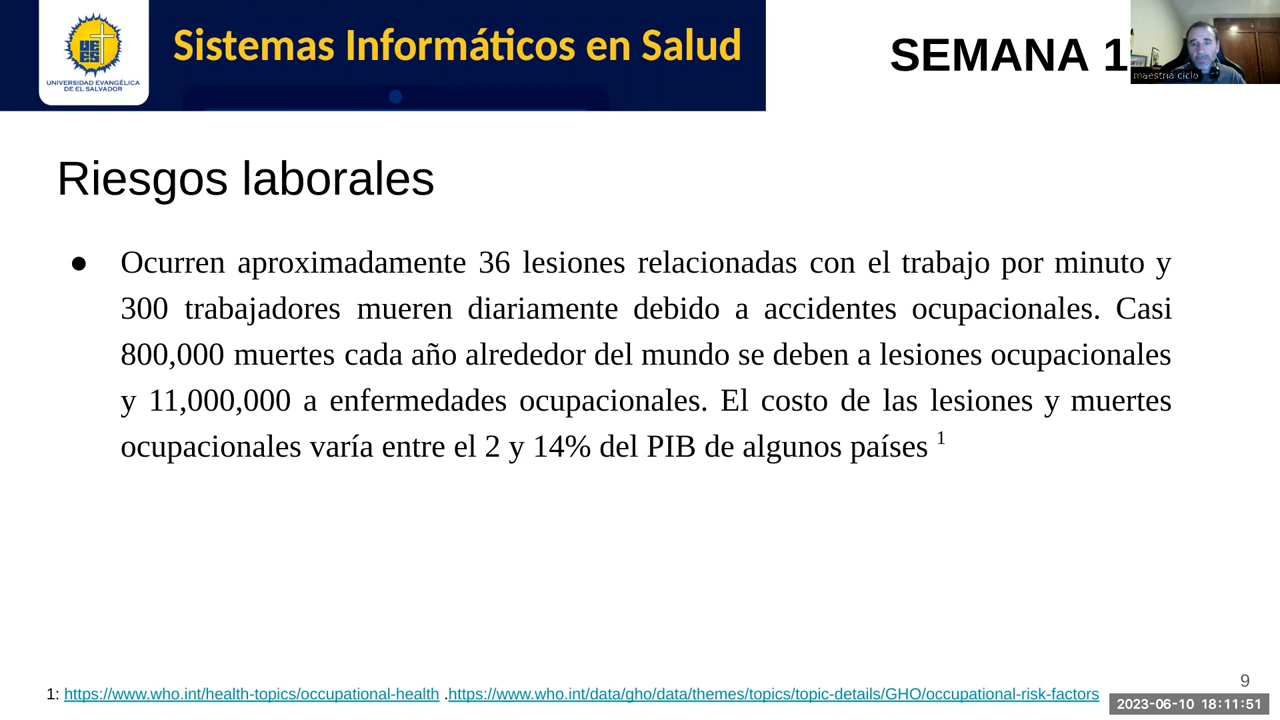 UNIVERSIDAD EVANGÉLICA
DE EL SALVADOR
Sistemas Informáticos en Salud
SEMANA 1
maestria ciclo
Riesgos laborales
● Ocurren aproximadamente 36 lesiones relacionadas con el trabajo por minuto y
300 trabajadores mueren diariamente debido a accidentes ocupacionales. Casi
800,000 muertes cada año alrededor del mundo se deben a lesiones ocupacionales
y 11,000,000 a enfermedades ocupacionales. El costo de las lesiones y muertes
ocupacionales varía entre el 2 y 14% del PIB de algunos países 1
9
1: https://www.who.int/health-topics/occupational-health .https://www.who.int/data/gho/data/themes/topics/topic-details/GHO/occupational-risk-factors
2023-06-10 18:11:51